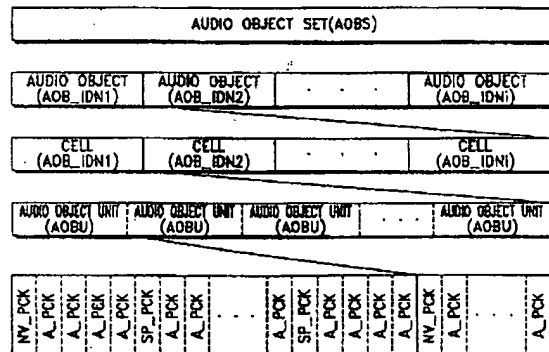 AUDIO OBJECT SET(AOBS)
AUDIO OBJECT (AOB_IDN1) AUDIO OBJECT (AOB_IDN2) . . . AUDIO OBJECT (AOB_IDNi)
CELL (AOB_IDN1) CELL (AOB_IDN2) . . . CELL (AOB_IDNi)
AUDIO OBJECT UNIT (AOBU) AUDIO OBJECT UNIT (AOBU) AUDIO OBJECT UNIT (AOBU) . . . . AUDIO OBJECT UNIT (AOBU)
NV_PCK A_PCK A_PCK A_PCK A_PCK SP_PCK A_PCK A_PCK . . . A_PCK SP_PCK A_PCK A_PCK A_PCK A_PCK NV_PCK A_PCK . . . A_PCK